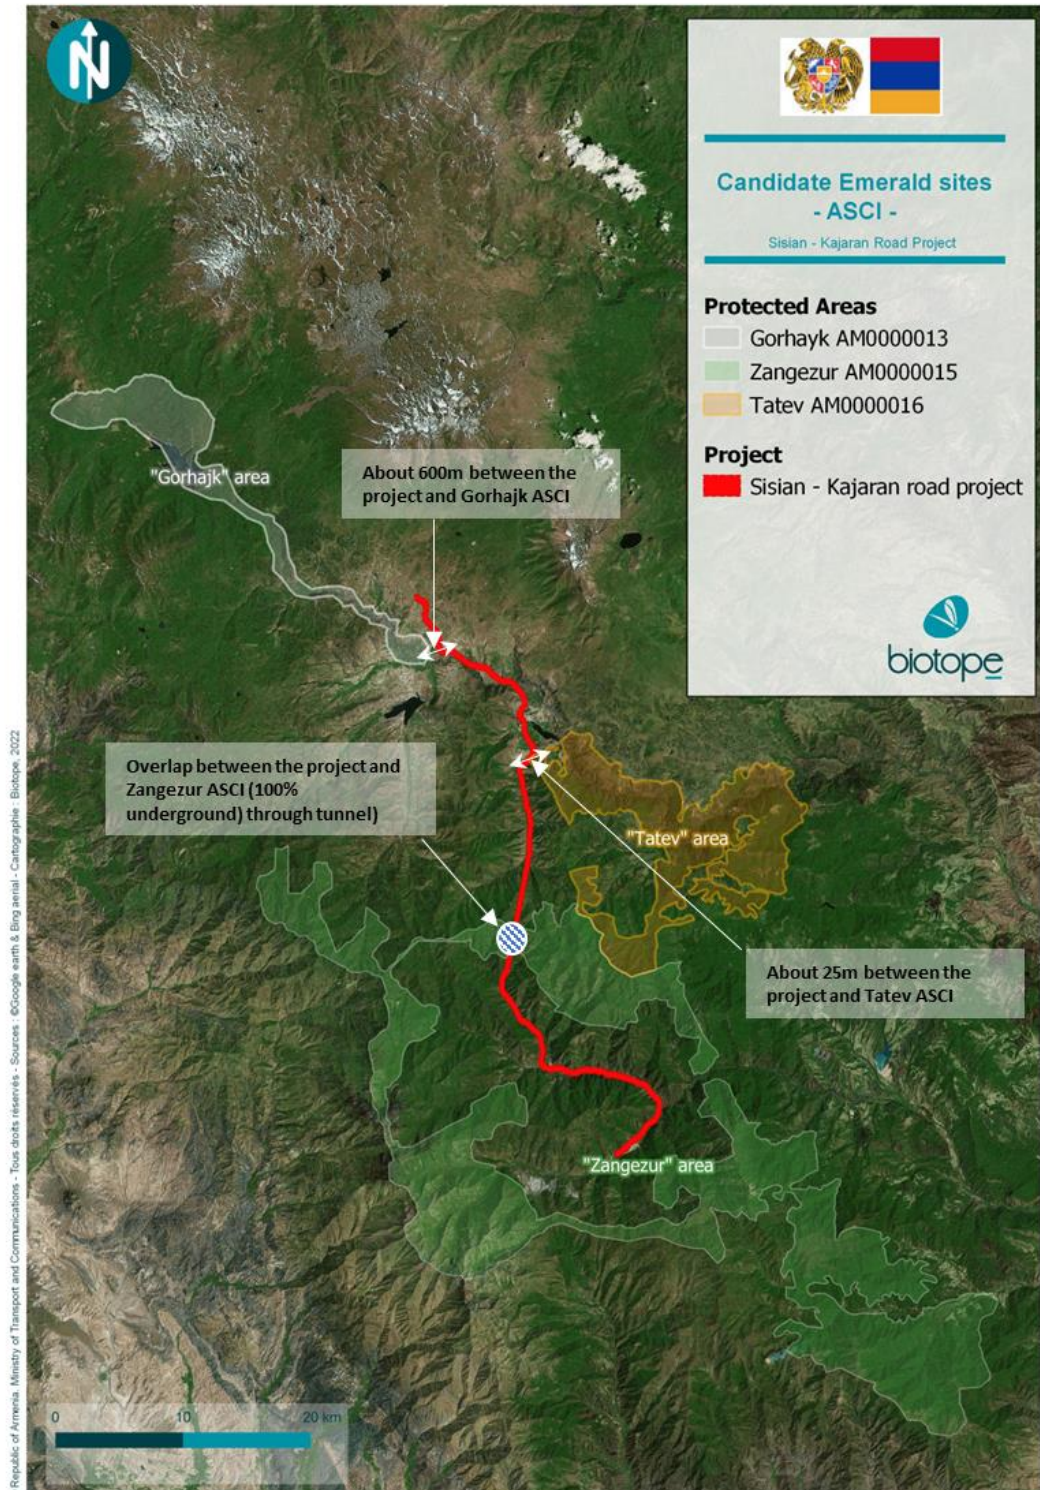 N
Candidate Emerald sites
- ASCI -
Sisian - Kajaran Road Project
Protected Areas
Gorhayk AM0000013
Zangezur AM0000015
Tatev AM0000016
Project
Sisian - Kajaran road project
biotope
"Gorhajk" area
About 600m between the
project and Gorhajk ASCI
Overlap between the project and
Zangezur ASCI (100%
underground) through tunnel)
"Tatev" area
About 25m between the
project and Tatev ASCI
"Zangezur" area
0 10 20 km
Republic of Armenia. Ministry of Transport and Communications - Tous droits réservés - Sources : ©Google earth & Bing aerial - Cartographie : Biotope, 2022